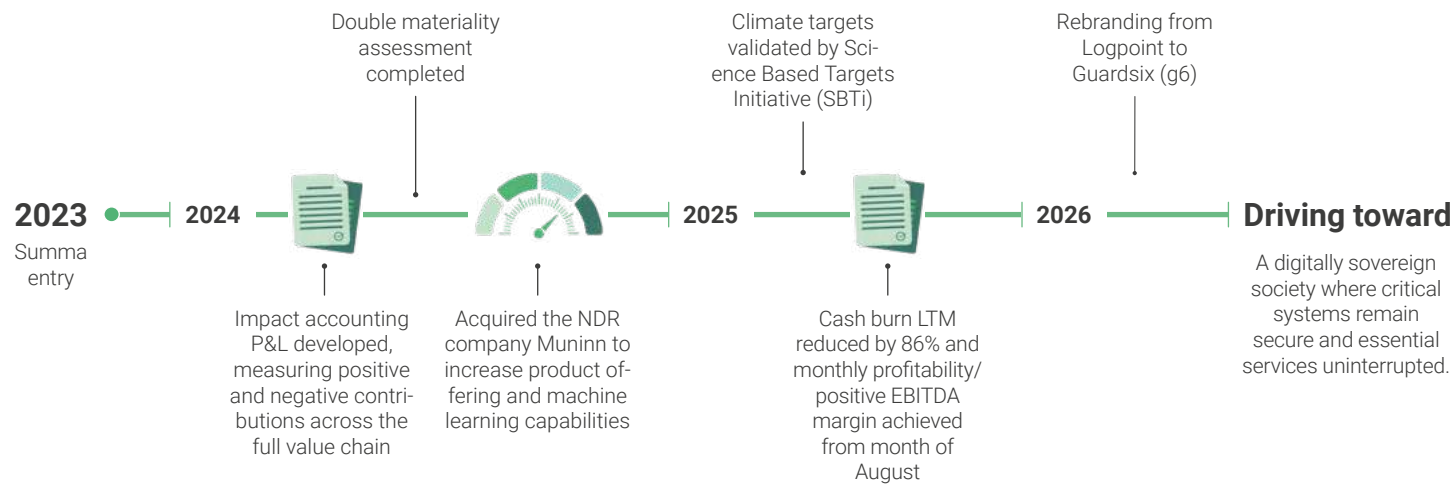 Double materiality
assessment
completed
Climate targets
validated by Sci-
ence Based Targets
Initiative (SBTi)
Rebranding from
Logpoint to
Guardsix (g6)
2023
Summa
entry
2024
2025
2026
Driving toward
A digitally sovereign
society where critical
systems remain
secure and essential
services uninterrupted.
Impact accounting
P&L developed,
measuring positive
and negative contri-
butions across the
full value chain
Acquired the NDR
company Muninn to
increase product of-
fering and machine
learning capabilities
Cash burn LTM
reduced by 86% and
monthly profitability/
positive EBITDA
margin achieved
from month of
August